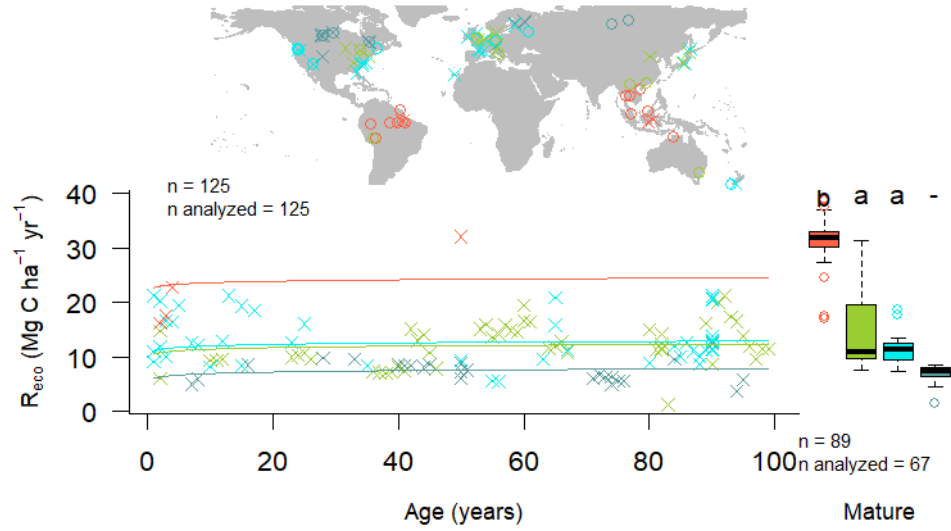 n = 125
n analyzed = 125
R_eco (Mg C ha⁻¹ yr⁻¹)
40
30
20
10
0
0 20 40 60 80 100
Age (years)
b a a -
n = 89
n analyzed = 67
Mature